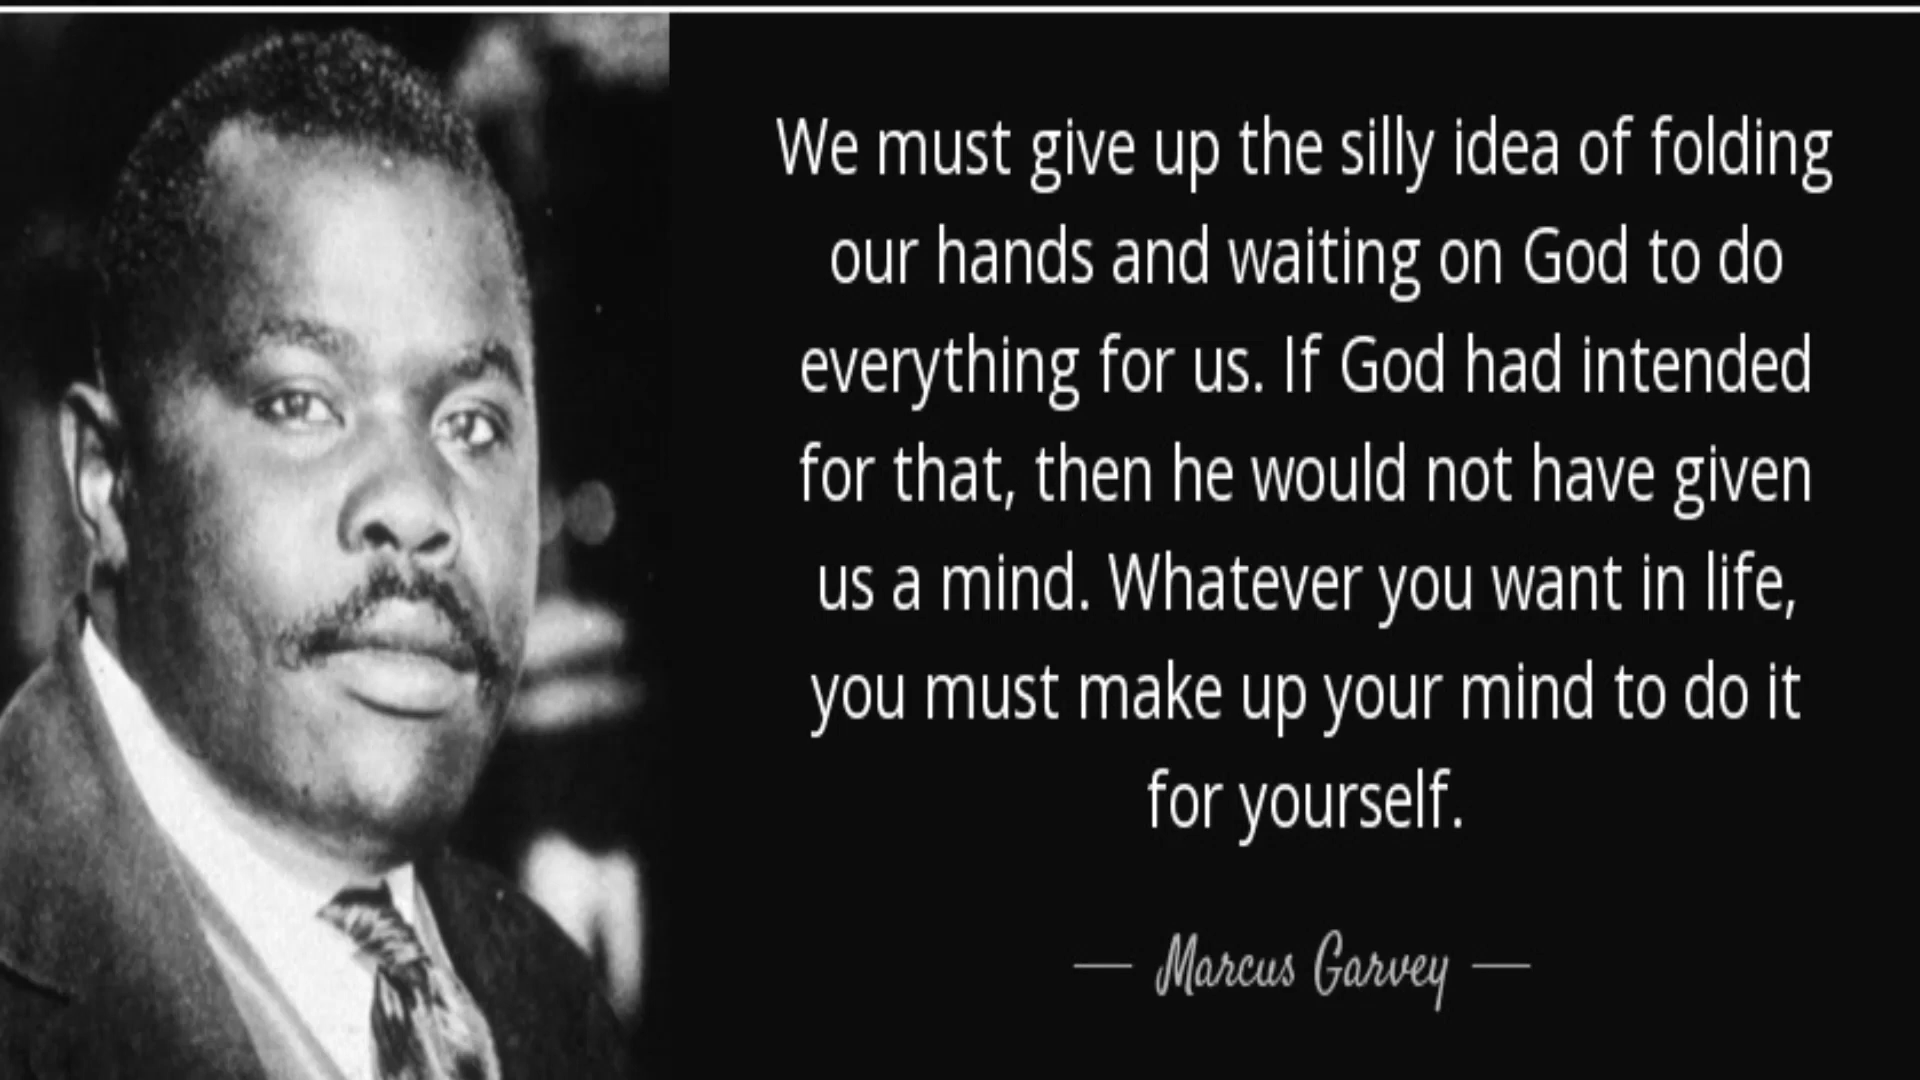 We must give up the silly idea of folding
our hands and waiting on God to do
everything for us. If God had intended
for that, then he would not have given
us a mind. Whatever you want in life,
you must make up your mind to do it
for yourself.
— Marcus Garvey —